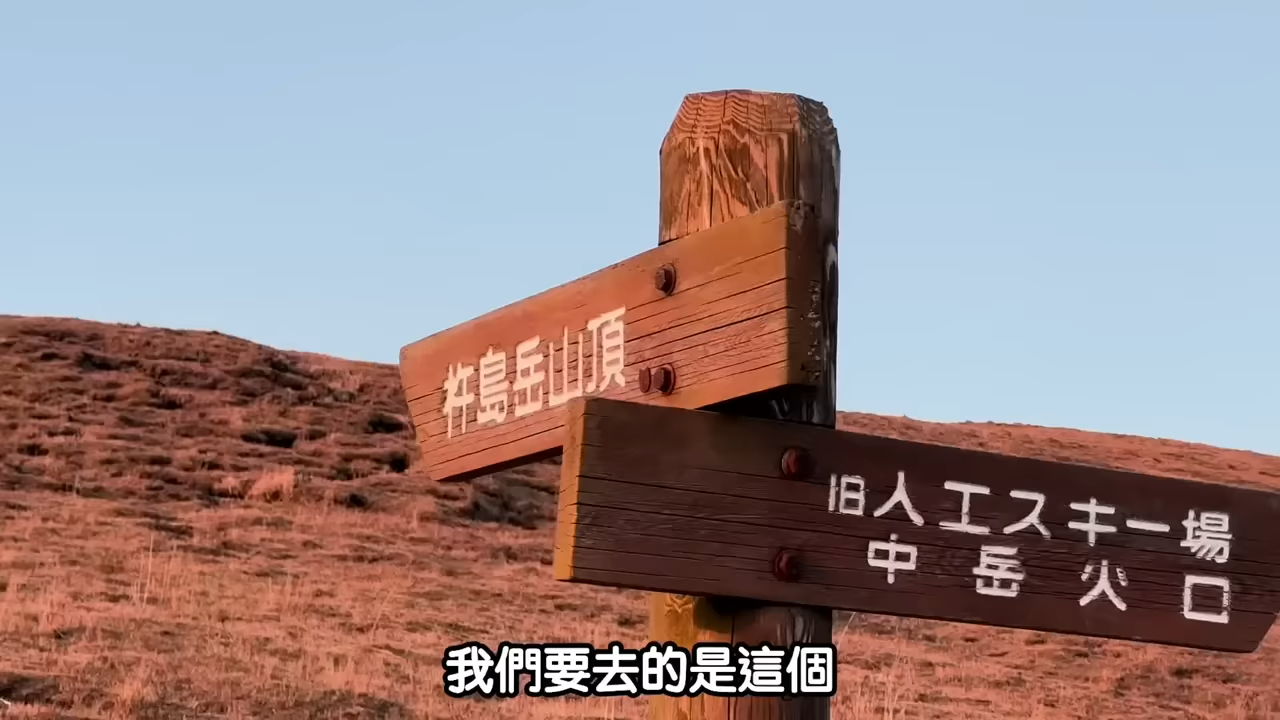 杵島岳山頂
旧人工スキー場
中岳火口
我們要去的是這個